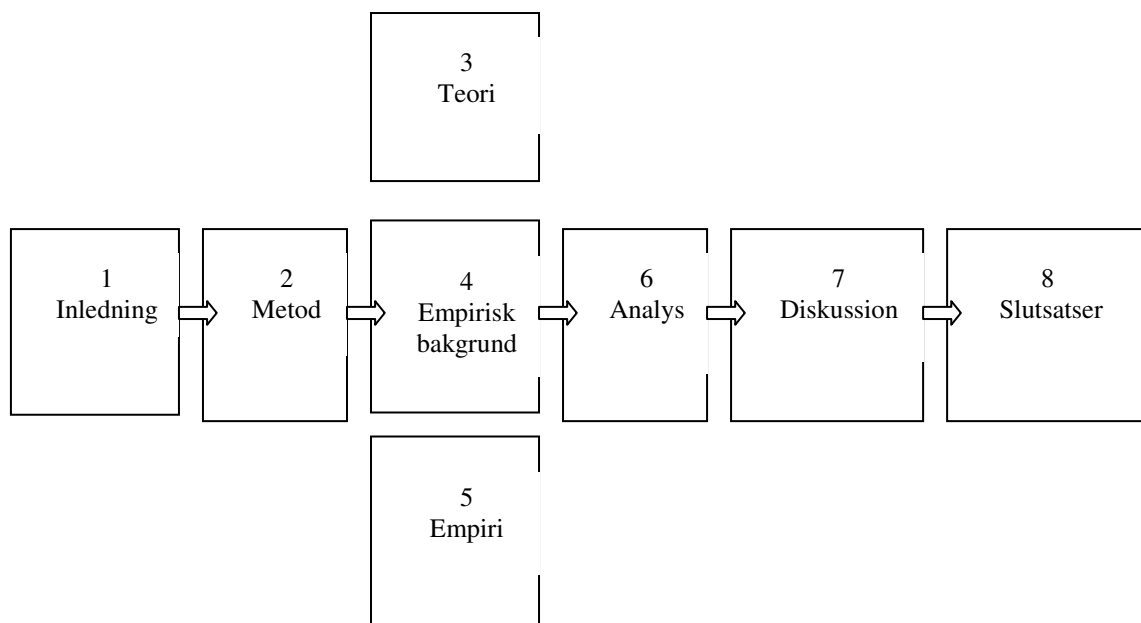 1
Inledning
2
Metod
3
Teori
4
Empirisk
bakgrund
5
Empiri
6
Analys
7
Diskussion
8
Slutsatser